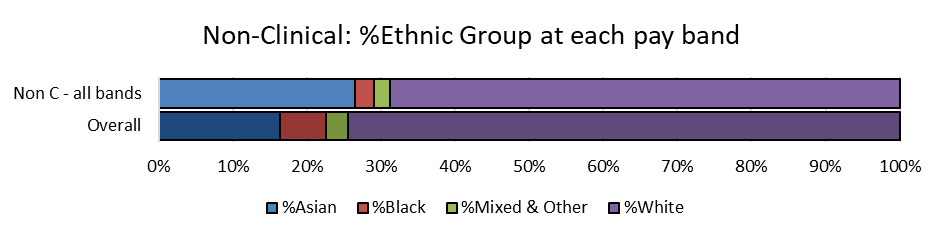 Non-Clinical: %Ethnic Group at each pay band
Non C - all bands
Overall
0% 10% 20% 30% 40% 50% 60% 70% 80% 90% 100%
%Asian %Black %Mixed & Other %White